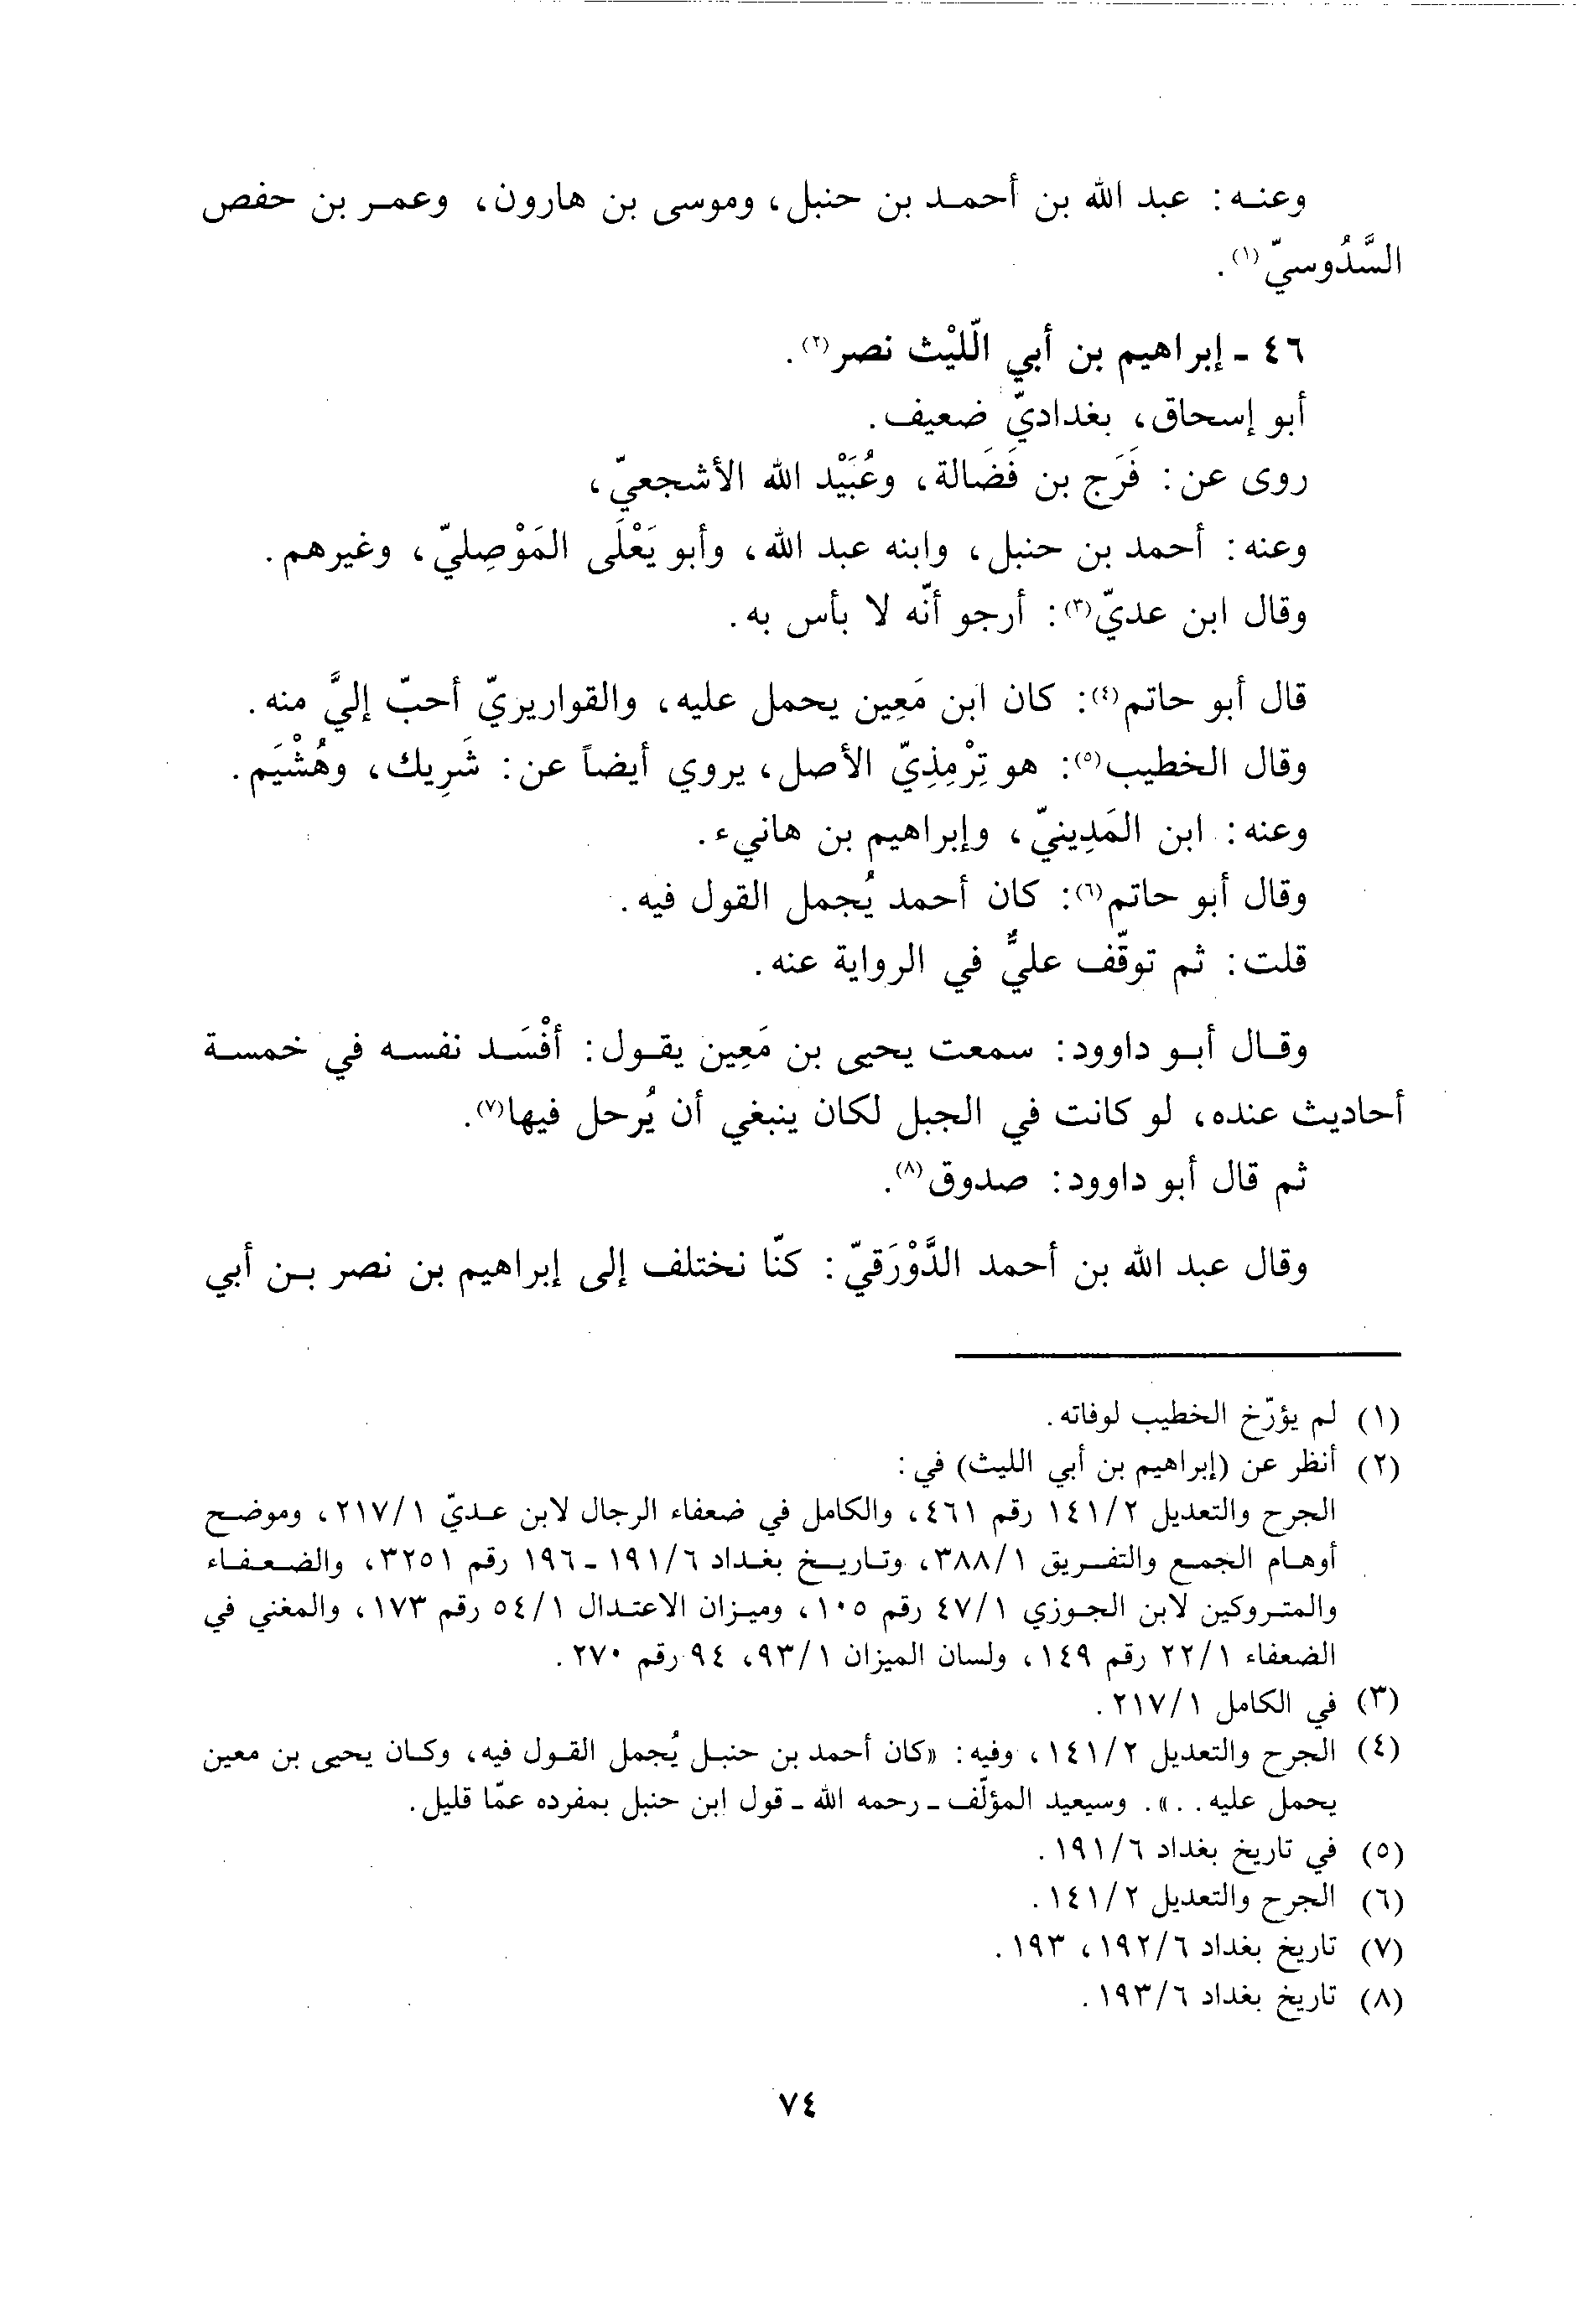 وعنه: عبد الله بن أحمد بن حنبل، وموسى بن هارون، وعمر بن حفص
السَّدُوسيّ(١).
٤٦ - إبراهيم بن أبي الّليْث نصر(٢).
أبو إسحاق، بغداديّ ضعيف.
روى عن: فَرَج بن فَضَالة، وعُبَيْد الله الأشجعيّ،
وعنه: أحمد بن حنبل، وابنه عبد الله، وأبو يَعْلَى المَوْصِليّ، وغيرهم.
وقال ابن عديّ(٣): أرجو أنّه لا بأس به.
قال أبو حاتم(٤): كان ابن مَعِين يحمل عليه، والقواريريّ أحبّ إليَّ منه.
وقال الخطيب(٥): هو تِرْمِذِيّ الأصل، يروي أيضاً عن: شَرِيك، وهُشْيَم.
وعنه: ابن المَدِينيّ، وإبراهيم بن هانيء.
وقال أبو حاتم(٦): كان أحمد يُجمل القول فيه.
قلت: ثم توقّف عليٌّ في الرواية عنه.
وقال أبو داوود: سمعت يحيى بن مَعِين يقول: أفْسَد نفسه في خمسة
أحاديث عنده، لو كانت في الجبل لكان ينبغي أن يُرحل فيها(٧).
ثم قال أبو داوود: صدوق(٨).
وقال عبد الله بن أحمد الدَّوْرَقيّ: كنّا نختلف إلى إبراهيم بن نصر بن أبي
(١) لم يؤرّخ الخطيب لوفاته.
(٢) أنظر عن (إبراهيم بن أبي الليث) في:
الجرح والتعديل ١٤١/٢ رقم ٤٦١، والكامل في ضعفاء الرجال لابن عديّ ٢١٧/١، وموضح
أوهام الجمع والتفريق ٣٨٨/١، وتاريخ بغداد ١٩١/٦ - ١٩٦ رقم ٣٢٥١، والضعفاء
والمتروكين لابن الجوزي ٤٧/١ رقم ١٠٥، وميزان الاعتدال ٥٤/١ رقم ١٧٣، والمغني في
الضعفاء ٢٢/١ رقم ١٤٩، ولسان الميزان ٩٣/١، ٩٤ رقم ٢٧٠.
(٣) في الكامل ٢١٧/١.
(٤) الجرح والتعديل ١٤١/٢، وفيه: «كان أحمد بن حنبل يُجمل القول فيه، وكان يحيى بن معين
يحمل عليه..». وسيعيد المؤلّف - رحمه الله - قول ابن حنبل بمفرده عمّا قليل.
(٥) في تاريخ بغداد ١٩١/٦.
(٦) الجرح والتعديل ١٤١/٢.
(٧) تاريخ بغداد ١٩٢/٦، ١٩٣.
(٨) تاريخ بغداد ١٩٣/٦.
٧٤